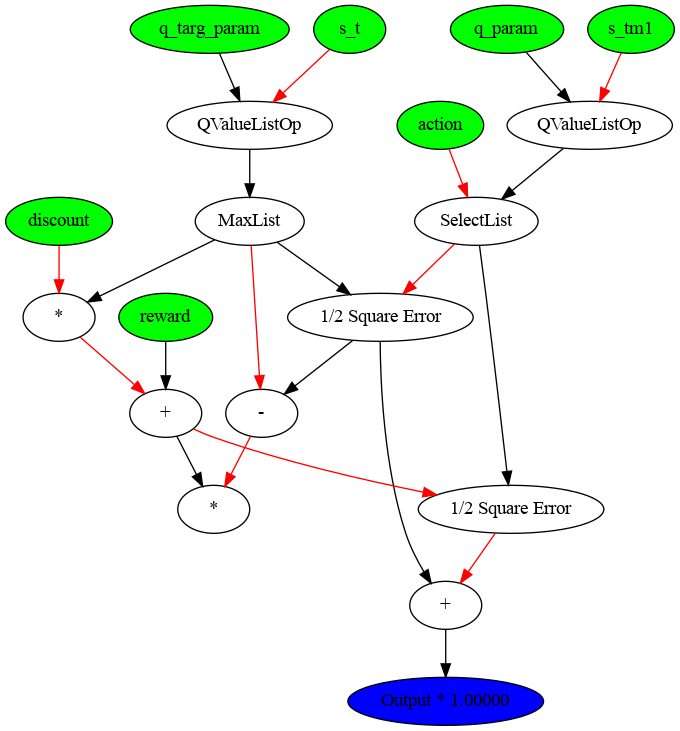 q_targ_param
s_t
q_param
s_tm1
QValueListOp
action
QValueListOp
discount
MaxList
SelectList
*
reward
1/2 Square Error
+
-
*
1/2 Square Error
+
Output * 1.00000